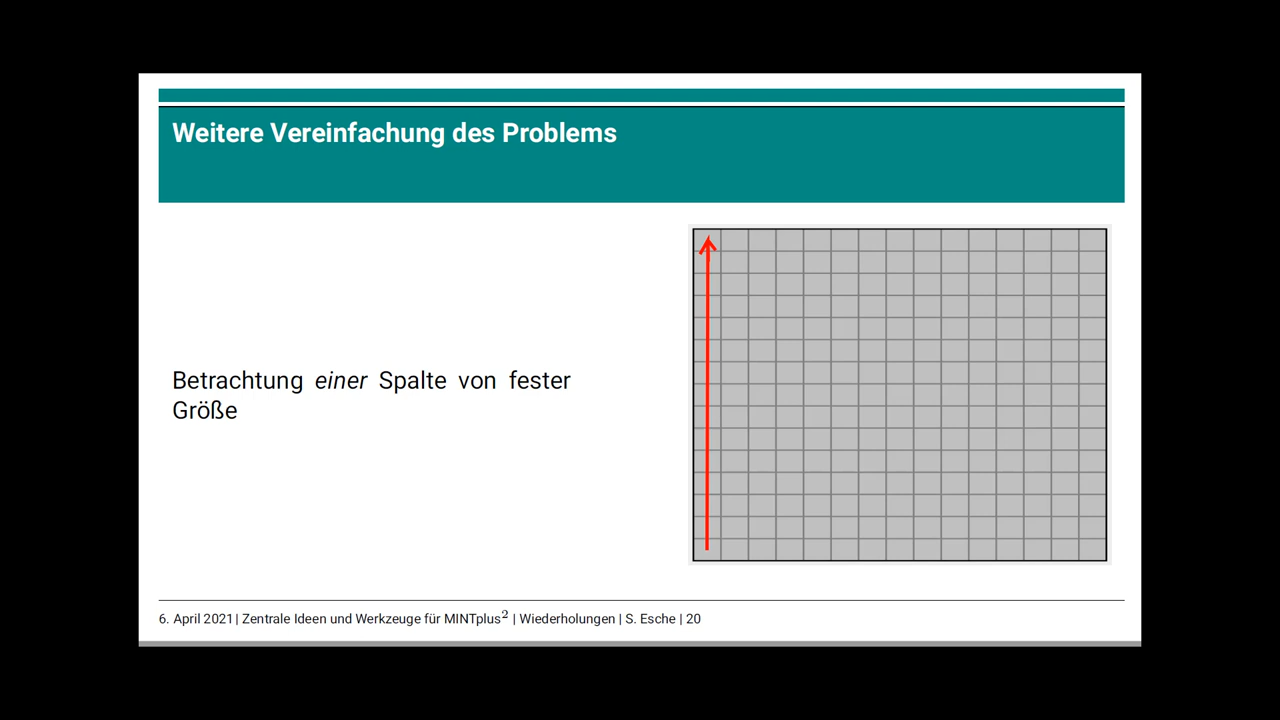 Weitere Vereinfachung des Problems
Betrachtung einer Spalte von fester
Größe
6. April 2021 | Zentrale Ideen und Werkzeuge für MINTplus² | Wiederholungen | S. Esche | 20